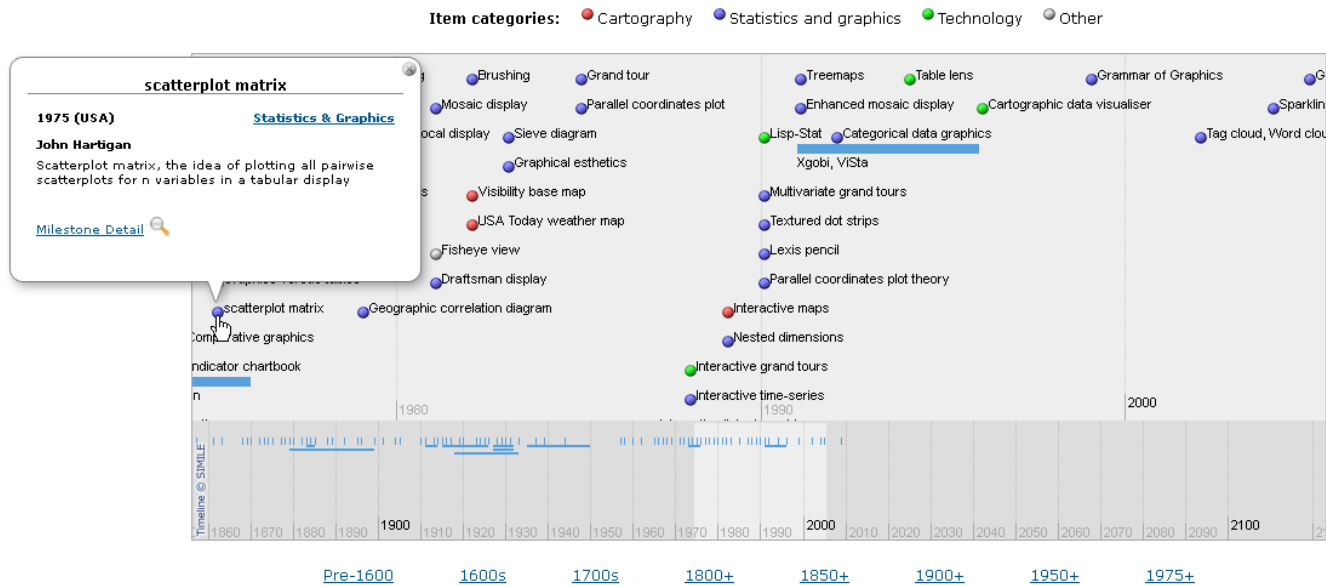 Item categories: Cartography Statistics and graphics Technology Other
scatterplot matrix
1975 (USA) Statistics & Graphics
John Hartigan
Scatterplot matrix, the idea of plotting all pairwise
scatterplots for n variables in a tabular display
Milestone Detail
Brushing Grand tour Treemaps Table lens Grammar of Graphics G
Mosaic display Parallel coordinates plot Enhanced mosaic display Cartographic data visualiser Sparklin
ocal display Sieve diagram Lisp-Stat Categorical data graphics Tag cloud, Word clou
Graphical esthetics Xgobi, ViSta
s Visibility base map Multivariate grand tours
USA Today weather map Textured dot strips
Fisheye view Lexis pencil
Draftsman display Parallel coordinates plot theory
scatterplot matrix Geographic correlation diagram Interactive maps
graphics Nested dimensions
ndicator chartbook Interactive grand tours
n Interactive time-series
1980 1990 2000
Timeline © SIMILE
1860 1870 1880 1890 1900 1910 1920 1930 1940 1950 1960 1970 1980 1990 2000 2010 2020 2030 2040 2050 2060 2070 2080 2090 2100
Pre-1600 1600s 1700s 1800+ 1850+ 1900+ 1950+ 1975+